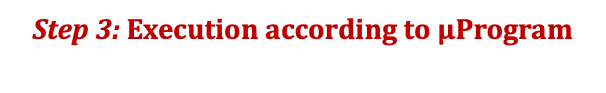 Step 3: Execution according to μProgram